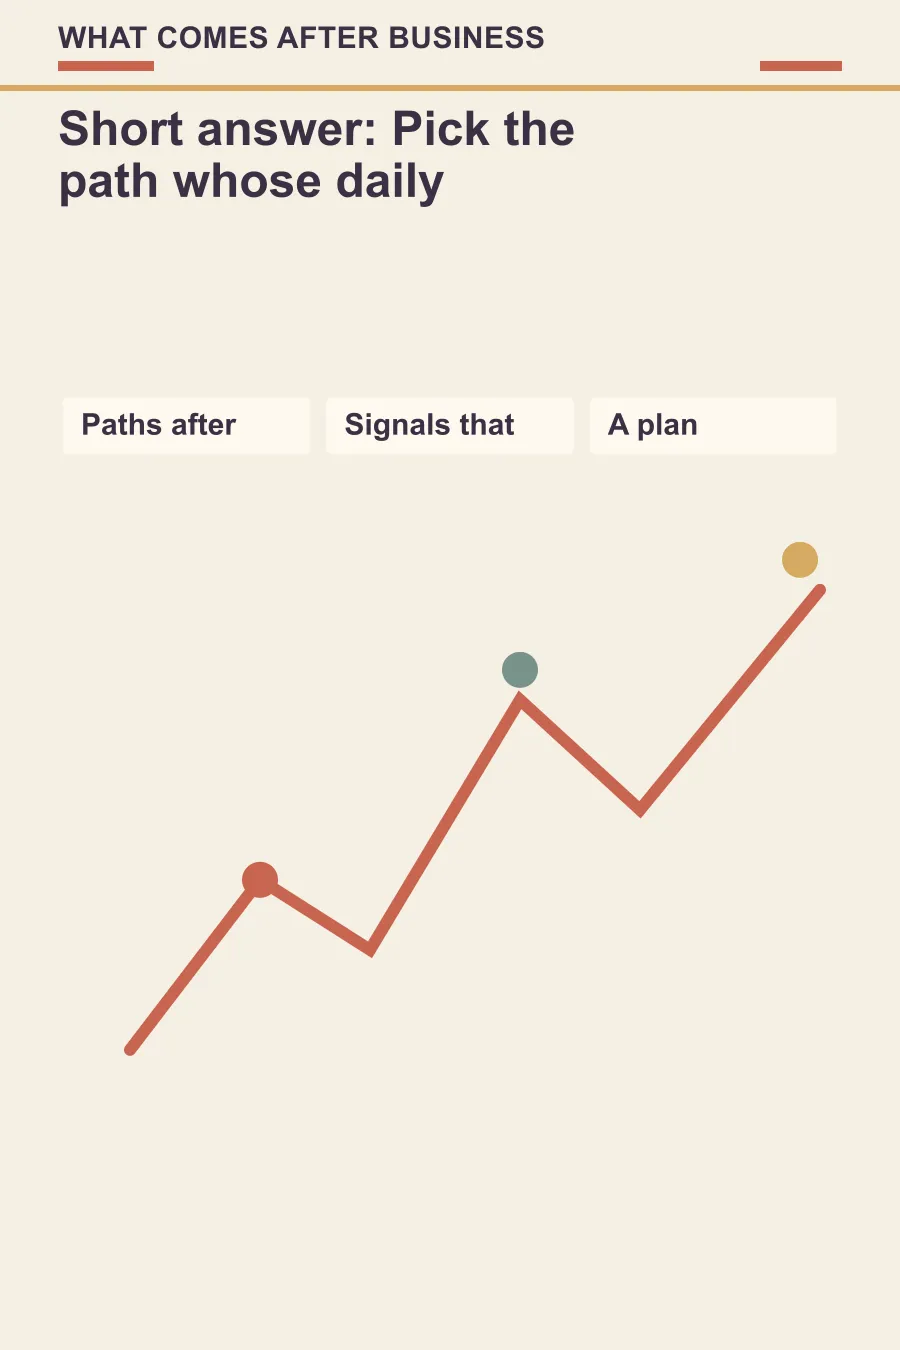 WHAT COMES AFTER BUSINESS
Short answer: Pick the
path whose daily
Paths after
Signals that
A plan